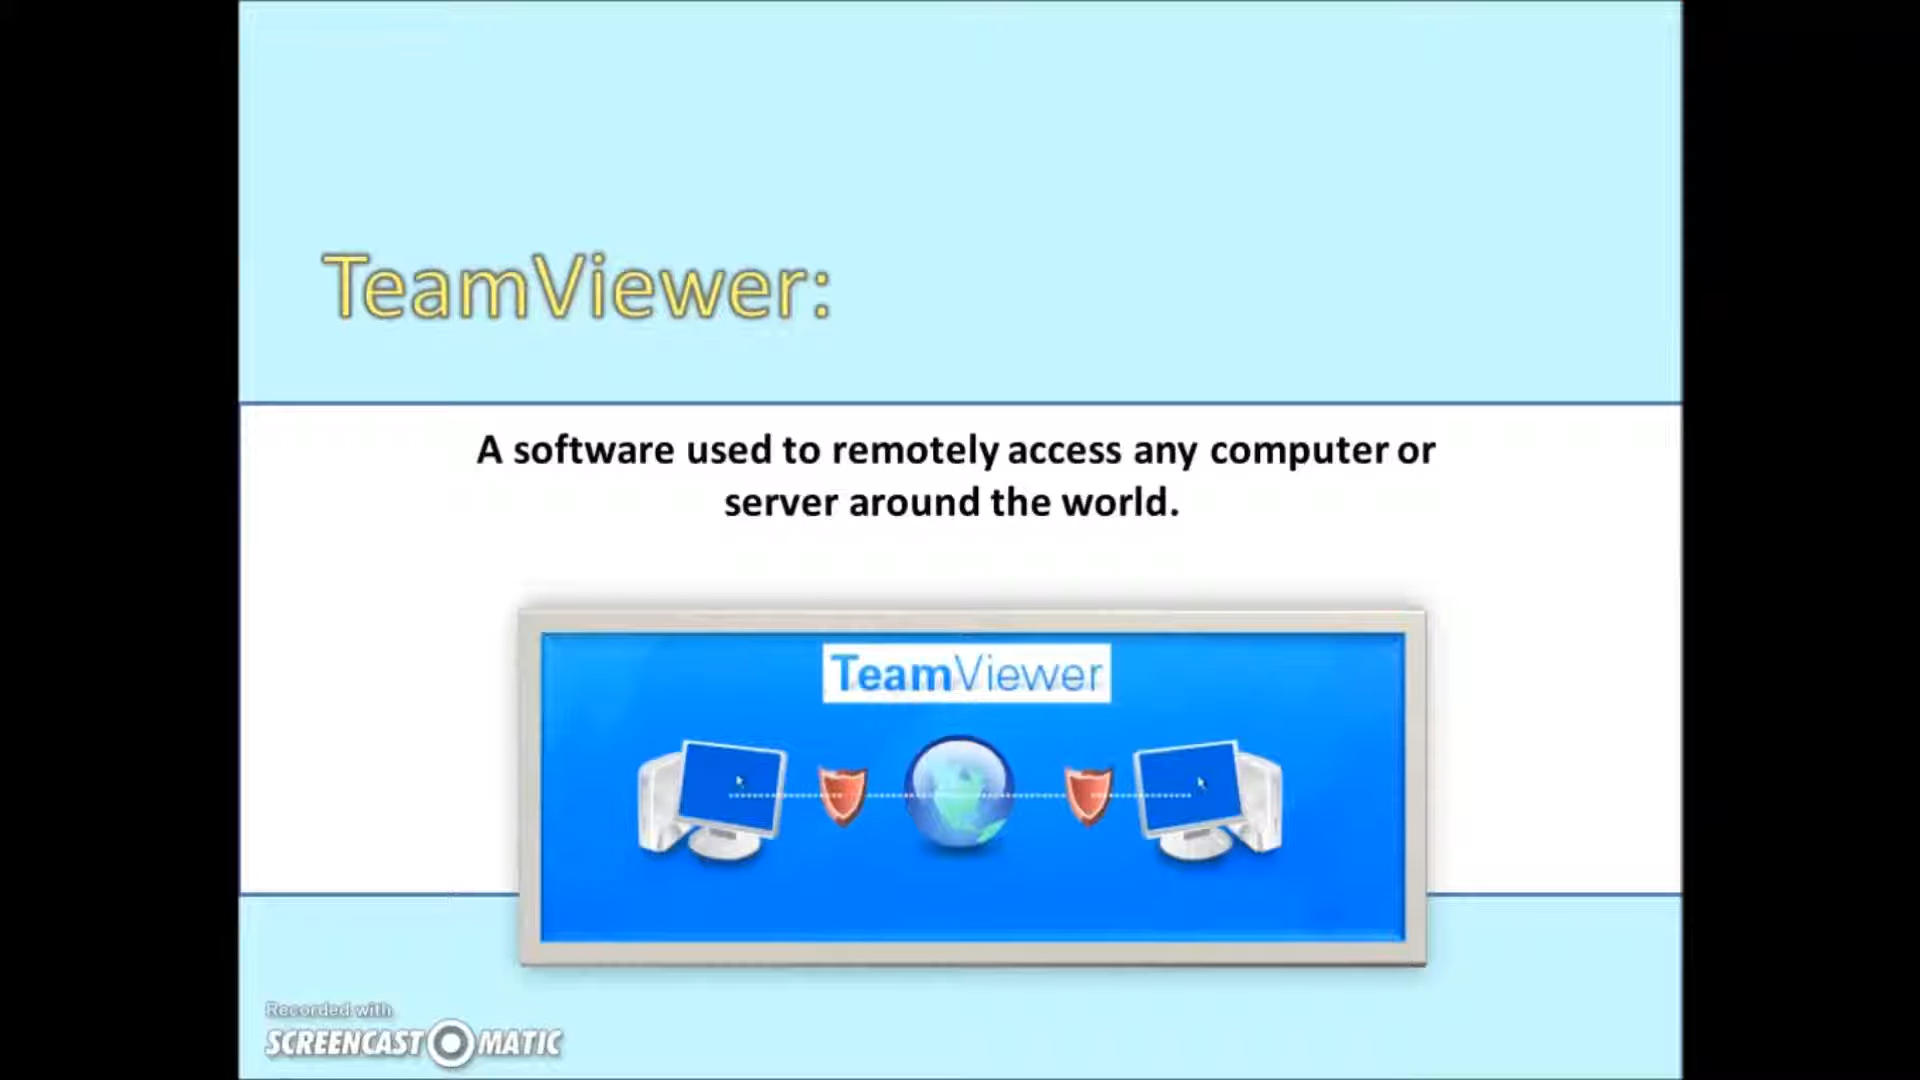 TeamViewer:
A software used to remotely access any computer or
server around the world.
TeamViewer
Recorded with
SCREENCAST MATIC